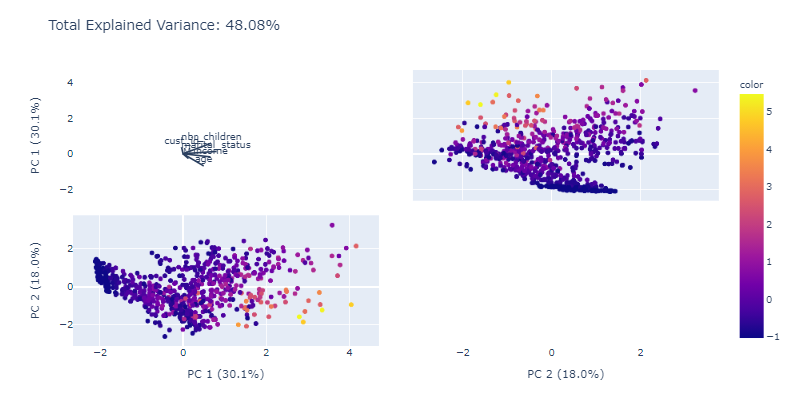 Total Explained Variance: 48.08%
color
PC 1 (30.1%)
4
2
0
−2
nbp_children
marital_status
income
age
5
4
3
2
1
0
−1
PC 2 (18.0%)
2
0
−2
−2
0
2
4
PC 1 (30.1%)
−2
0
2
PC 2 (18.0%)